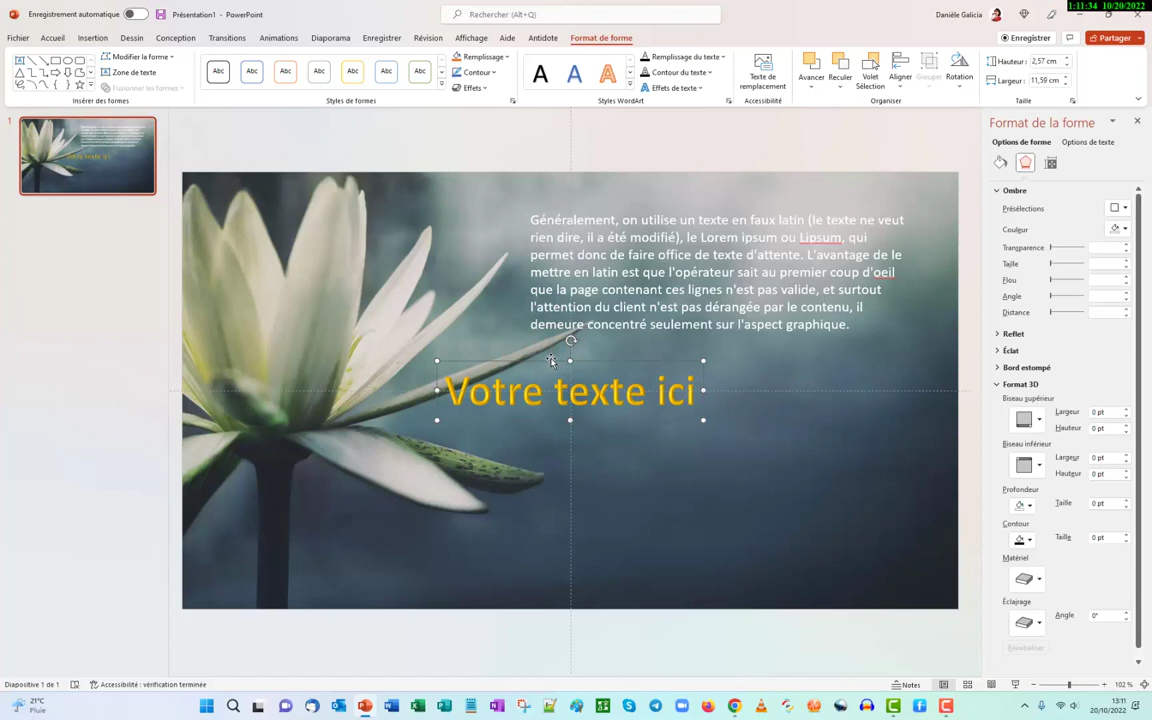 1:11:34 10/20/2022
Enregistrement automatique
Présentation1 - PowerPoint
Rechercher (Alt+Q)
Danièle Galicia
Fichier Accueil Insertion Dessin Conception Transitions Animations Diaporama Enregistrer Révision Affichage Aide Antidote Format de forme
Enregistrer
Partager
Modifier la forme
Zone de texte
Fusionner les formes
Insérer des formes
Abc Abc Abc Abc Abc Abc Abc
Remplissage
Contour
Effets
Styles de formes
A A A
Remplissage du texte
Contour du texte
Effets de texte
Styles WordArt
Texte de remplacement
Accessibilité
Avancer Reculer Volet Sélection Aligner Grouper Rotation
Organiser
Hauteur : 2,57 cm
Largeur : 11,59 cm
Taille
1
Généralement, on utilise un texte en faux latin (le texte ne veut
rien dire, il a été modifié), le Lorem ipsum ou Lipsum, qui
permet donc de faire office de texte d'attente. L'avantage de le
mettre en latin est que l'opérateur sait au premier coup d'oeil
que la page contenant ces lignes n'est pas valide, et surtout
l'attention du client n'est pas dérangée par le contenu, il
demeure concentré seulement sur l'aspect graphique.
Votre texte ici
Format de la forme
Options de forme Options de texte
Ombre
Présélections
Couleur
Transparence
Taille
Flou
Angle
Distance
Reflet
Éclat
Bord estompé
Format 3D
Biseau supérieur
Largeur 0 pt
Hauteur 0 pt
Biseau inférieur
Largeur 0 pt
Hauteur 0 pt
Profondeur
Taille 0 pt
Contour
Taille 0 pt
Matériel
Éclairage
Angle 0°
Réinitialiser
Diapositive 1 de 1
Accessibilité : vérification terminée
Notes
102 %
21°C
Pluie
13:11
20/10/2022